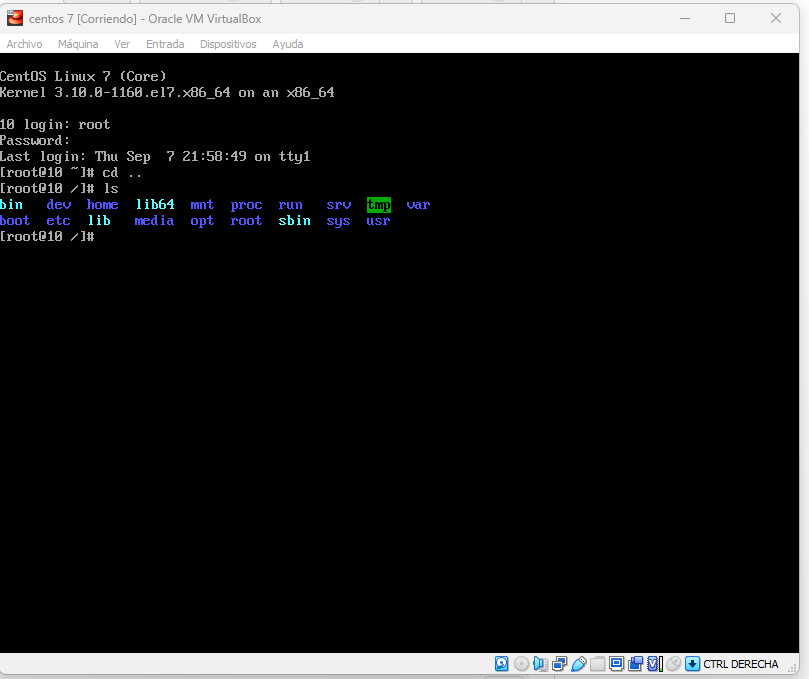 centos 7 [Corriendo] - Oracle VM VirtualBox
Archivo Máquina Ver Entrada Dispositivos Ayuda
CentOS Linux 7 (Core)
Kernel 3.10.0-1160.el7.x86_64 on an x86_64
10 login: root
Password:
Last login: Thu Sep  7 21:58:49 on tty1
[root@10 ~]# cd ..
[root@10 /]# ls
bin   dev  home  lib64  mnt  proc  run   srv  tmp  var
boot  etc  lib   media  opt  root  sbin  sys  usr
[root@10 /]#
CTRL DERECHA